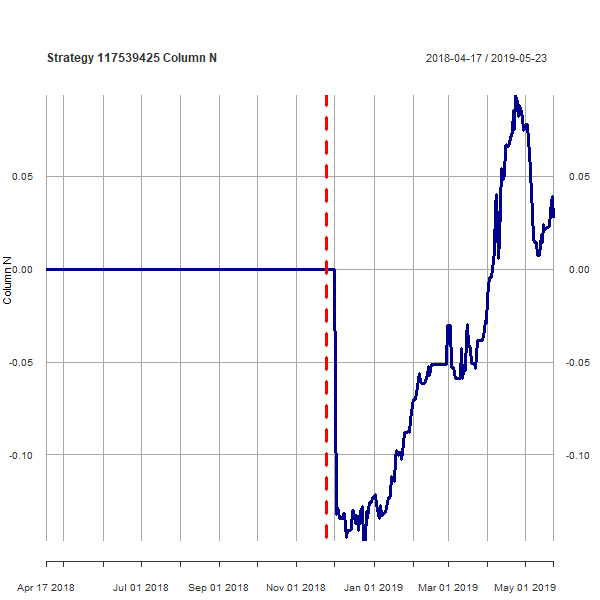 Strategy 117539425 Column N
2018-04-17 / 2019-05-23
Column N
0.05
0.00
-0.05
-0.10
0.05
0.00
-0.05
-0.10
Apr 17 2018
Jul 01 2018
Sep 01 2018
Nov 01 2018
Jan 01 2019
Mar 01 2019
May 01 2019